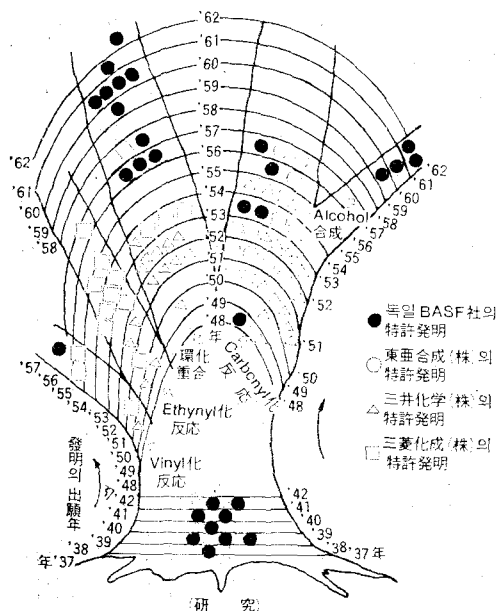 '62
'61
'60
'59
'58
'57
'56
'55
'54
'53
'52
'51
'50
'49
'48
年
'62
'61
'60
'59
'58
'57
'56
'55
'54
'53
'52
'51
'50
'49
'48
'42
'41
'40
'39
'38
年 '37
'62
'61
'60
'59
'58
'57
'56
'55
'54
'53
'52
'51
'50
'49
'48
'42
'41
'40
'39
'38
'37 年
Alcohol
合成
環化
重合
Carbonyl化
反応
Ethynyl化
反応
Vinyl化
反応
發明의 出願年
(研 究)
독일 BASF 社의
特許発明
東亜合成(株)의
特許発明
三井化学(株)의
特許発明
三菱化成(株)의
特許発明